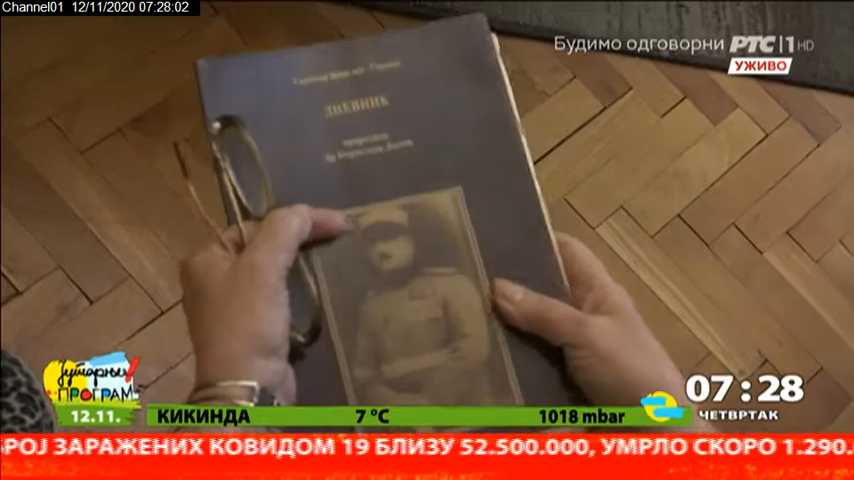 Channel01 12/11/2020 07:28:02
Будимо одговорни РТС|1 HD
УЖИВО
ДНЕВНИК
Јутарњи
ПРОГРАМ
12.11.
КИКИНДА 7 °C 1018 mbar
07:28
ЧЕТВРТАК
БРОЈ ЗАРАЖЕНИХ КОВИДОМ 19 БЛИЗУ 52.500.000, УМРЛО СКОРО 1.290.